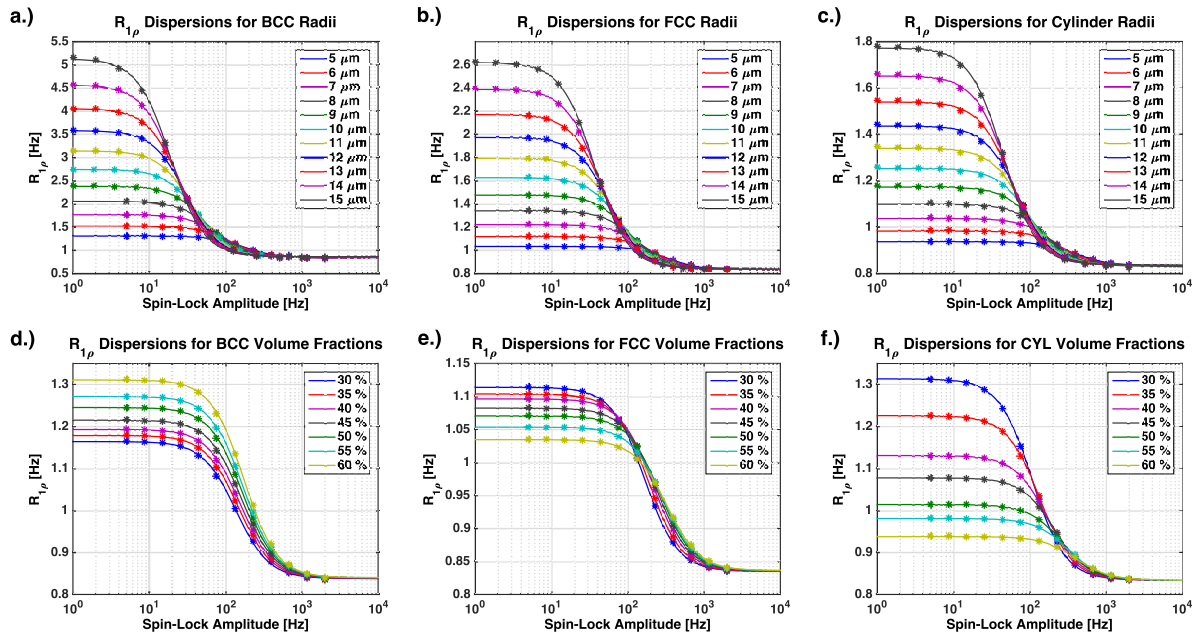 a.)
R1ρ Dispersions for BCC Radii
5.5
5
4.5
4
3.5
3
2.5
2
1.5
1
0.5
R1ρ [Hz]
5 μm
6 μm
7 μm
8 μm
9 μm
10 μm
11 μm
12 μm
13 μm
14 μm
15 μm
10^0 10^1 10^2 10^3 10^4
Spin-Lock Amplitude [Hz]
b.)
R1ρ Dispersions for FCC Radii
2.6
2.4
2.2
2
1.8
1.6
1.4
1.2
1
0.8
R1ρ [Hz]
5 μm
6 μm
7 μm
8 μm
9 μm
10 μm
11 μm
12 μm
13 μm
14 μm
15 μm
10^0 10^1 10^2 10^3 10^4
Spin-Lock Amplitude [Hz]
c.)
R1ρ Dispersions for Cylinder Radii
1.8
1.6
1.4
1.2
1
0.8
R1ρ [Hz]
5 μm
6 μm
7 μm
8 μm
9 μm
10 μm
11 μm
12 μm
13 μm
14 μm
15 μm
10^0 10^1 10^2 10^3 10^4
Spin-Lock Amplitude [Hz]
d.)
R1ρ Dispersions for BCC Volume Fractions
1.3
1.2
1.1
1
0.9
0.8
R1ρ [Hz]
30 %
35 %
40 %
45 %
50 %
55 %
60 %
10^0 10^1 10^2 10^3 10^4
Spin-Lock Amplitude [Hz]
e.)
R1ρ Dispersions for FCC Volume Fractions
1.15
1.1
1.05
1
0.95
0.9
0.85
0.8
R1ρ [Hz]
30 %
35 %
40 %
45 %
50 %
55 %
60 %
10^0 10^1 10^2 10^3 10^4
Spin-Lock Amplitude [Hz]
f.)
R1ρ Dispersions for CYL Volume Fractions
1.3
1.2
1.1
1
0.9
0.8
R1ρ [Hz]
30 %
35 %
40 %
45 %
50 %
55 %
60 %
10^0 10^1 10^2 10^3 10^4
Spin-Lock Amplitude [Hz]